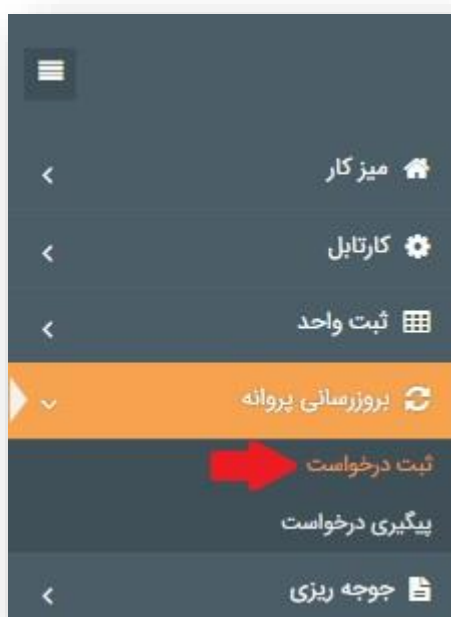 میز کار
کارتابل
ثبت واحد
بروزرسانی پروانه
ثبت درخواست
پیگیری درخواست
جوجه ریزی